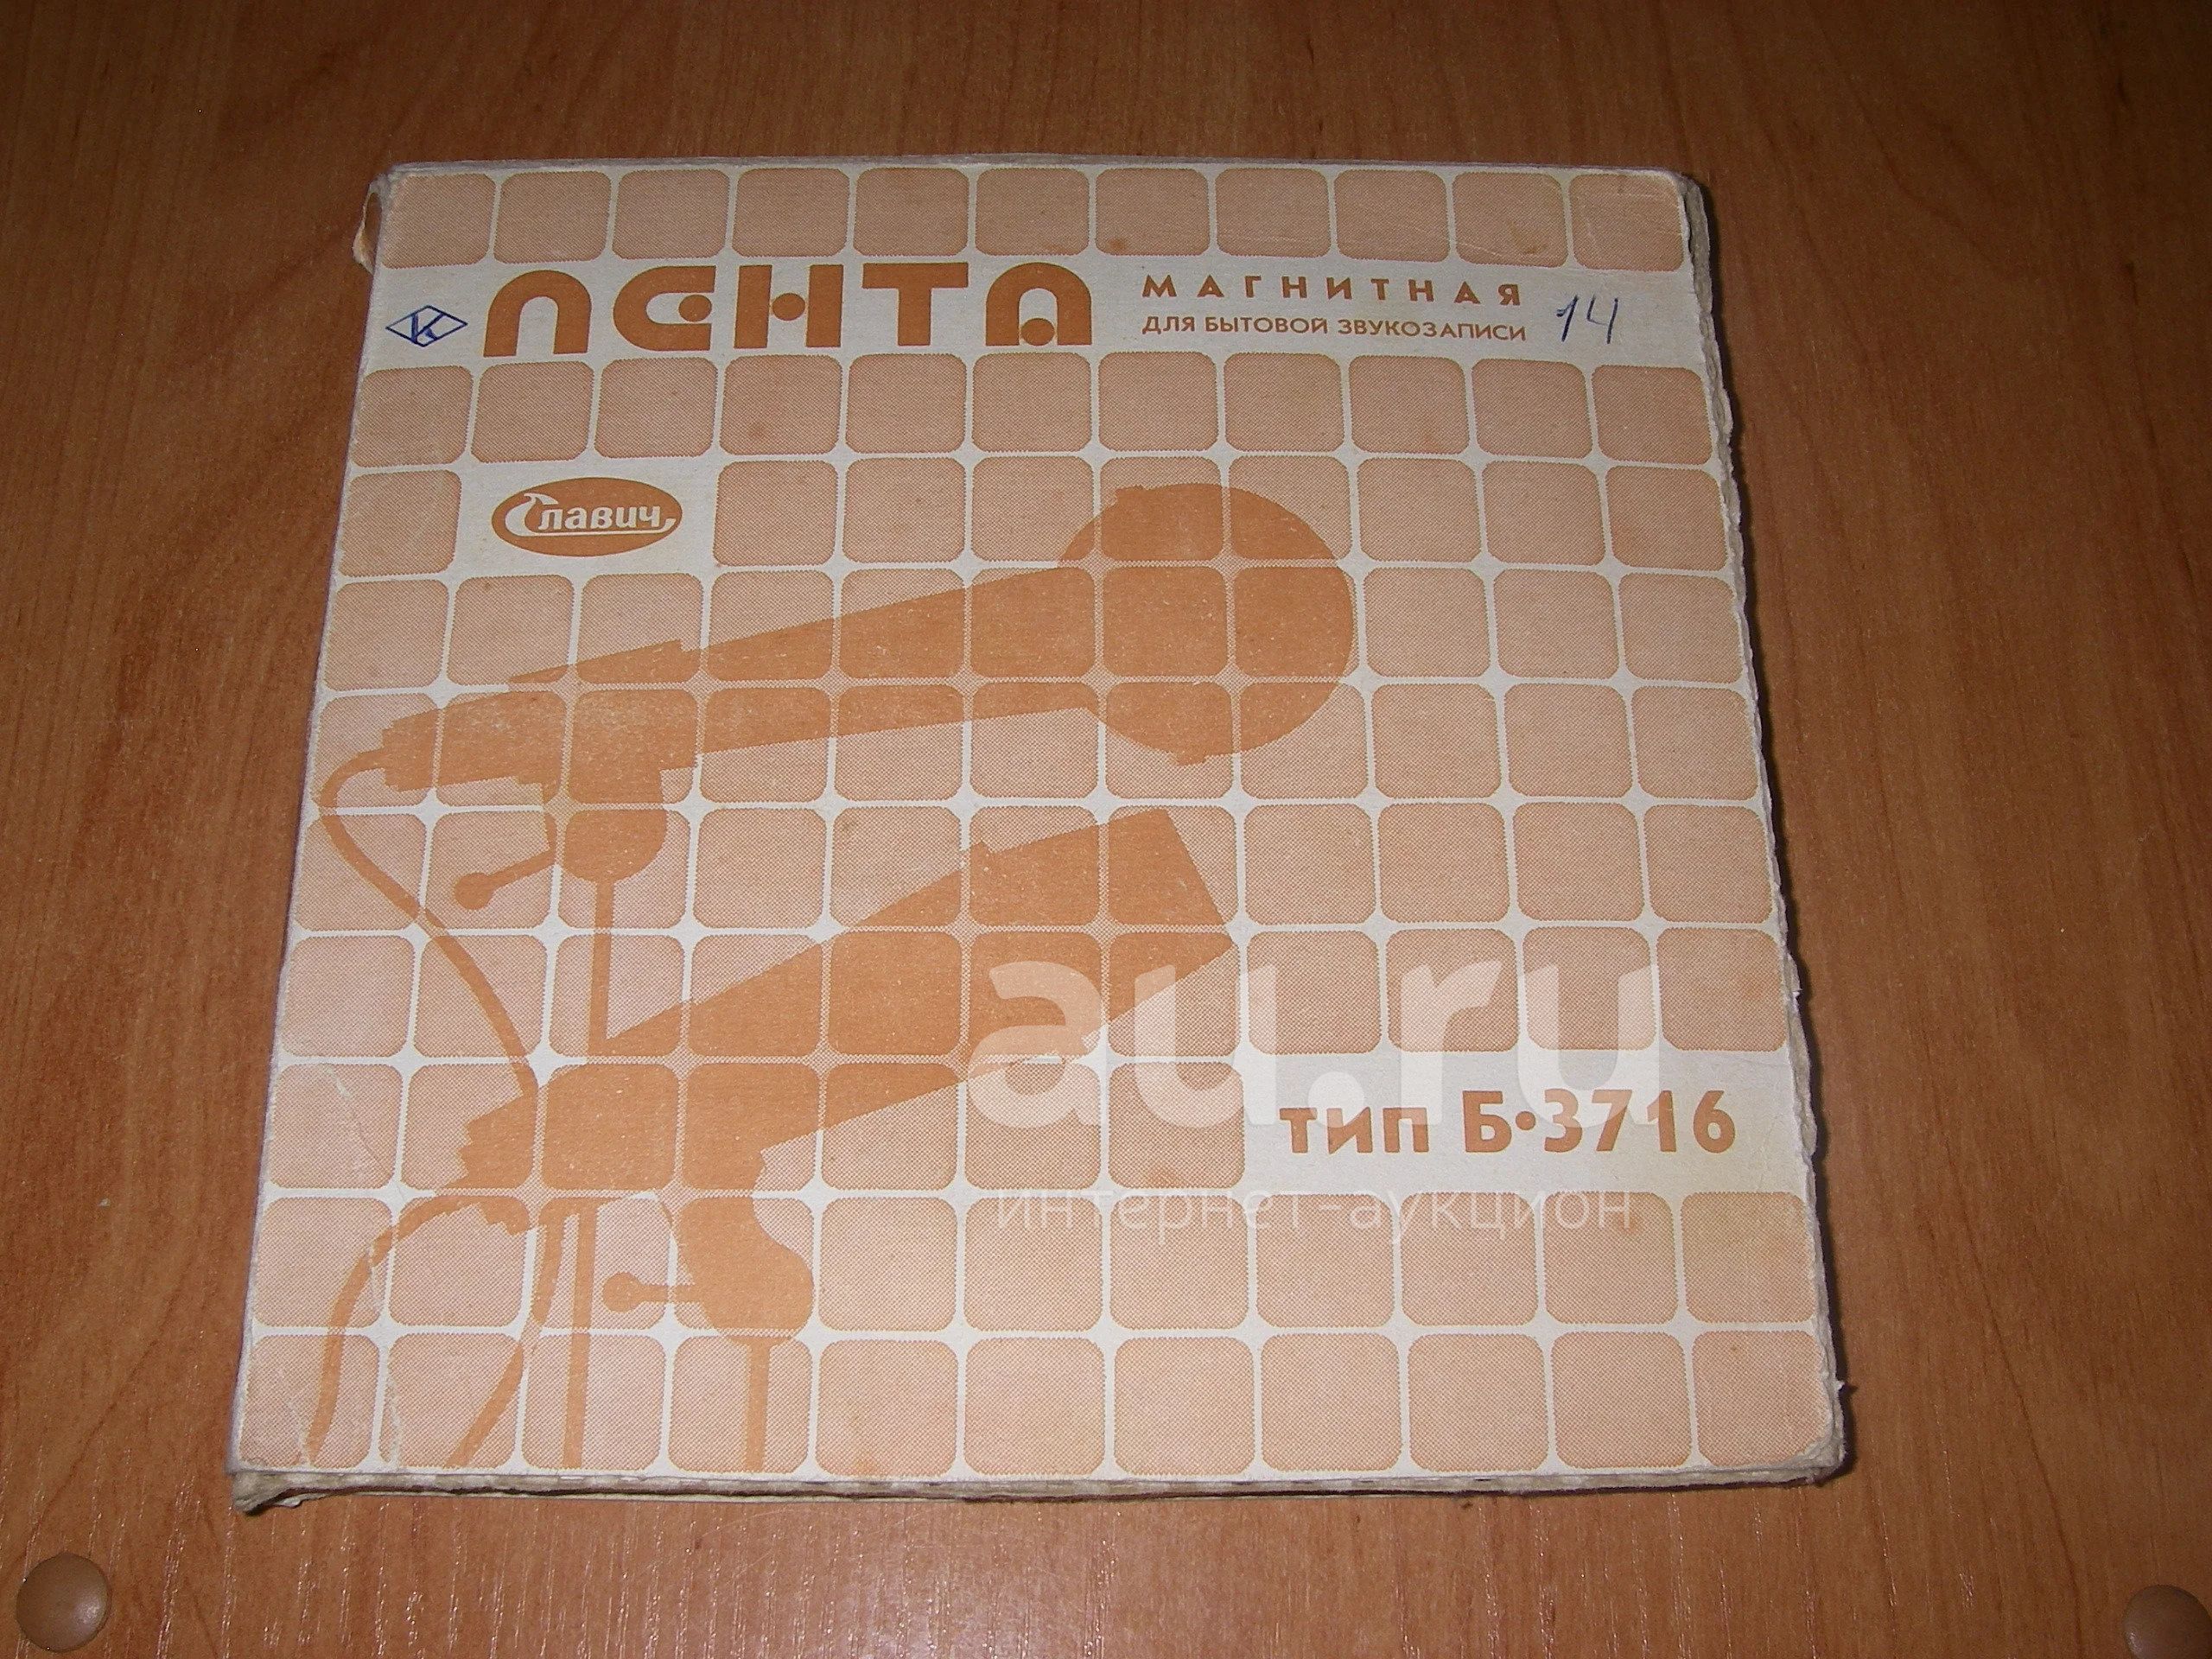 К ЛЕНТА МАГНИТНАЯ 14
ДЛЯ БЫТОВОЙ ЗВУКОЗАПИСИ
Славич
au.ru
тип Б·3716
интернет-аукцион